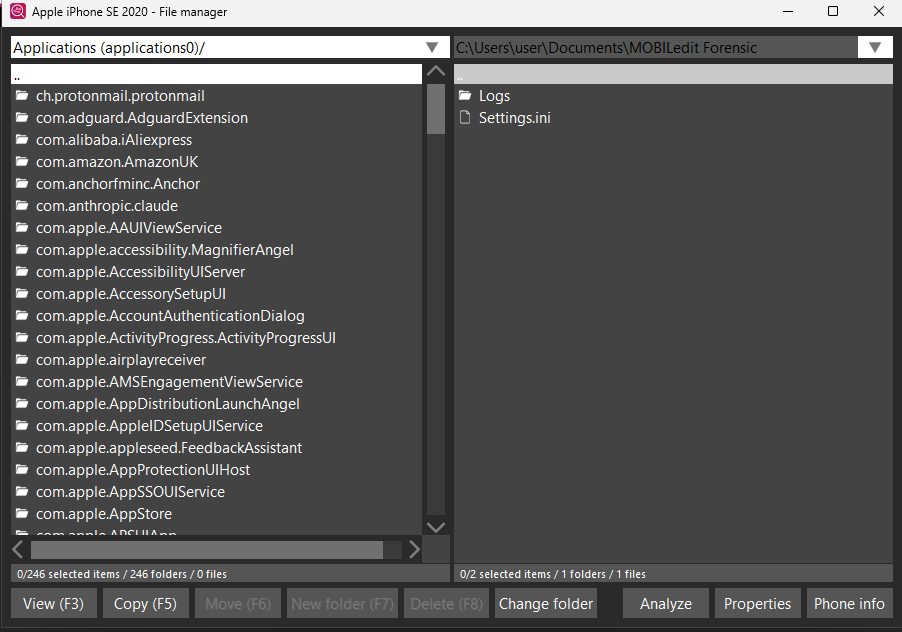 Apple iPhone SE 2020 - File manager
Applications (applications0)/
..
ch.protonmail.protonmail
com.adguard.AdguardExtension
com.alibaba.iAliexpress
com.amazon.AmazonUK
com.anchorfminc.Anchor
com.anthropic.claude
com.apple.AAUIViewService
com.apple.accessibility.MagnifierAngel
com.apple.AccessibilityUIServer
com.apple.AccessorySetupUI
com.apple.AccountAuthenticationDialog
com.apple.ActivityProgress.ActivityProgressUI
com.apple.airplayreceiver
com.apple.AMSEngagementViewService
com.apple.AppDistributionLaunchAngel
com.apple.AppleIDSetupUIService
com.apple.appleseed.FeedbackAssistant
com.apple.AppProtectionUIHost
com.apple.AppSSOUIService
com.apple.AppStore
0/246 selected items / 246 folders / 0 files
C:\Users\user\Documents\MOBILedit Forensic
..
Logs
Settings.ini
0/2 selected items / 1 folders / 1 files
View (F3) Copy (F5) Move (F6) New folder (F7) Delete (F8) Change folder Analyze Properties Phone info